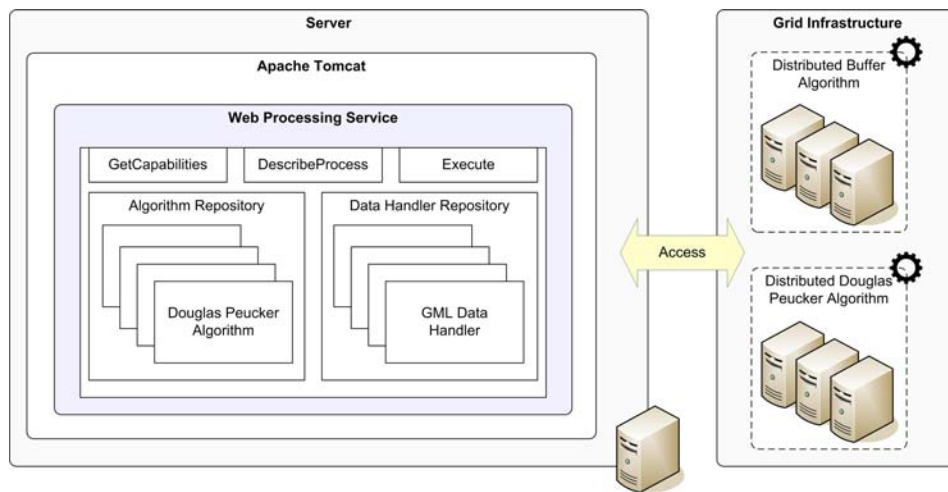 Server
Apache Tomcat
Web Processing Service
GetCapabilities
DescribeProcess
Execute
Algorithm Repository
Douglas Peucker
Algorithm
Data Handler Repository
GML Data
Handler
Access
Grid Infrastructure
Distributed Buffer
Algorithm
Distributed Douglas
Peucker Algorithm